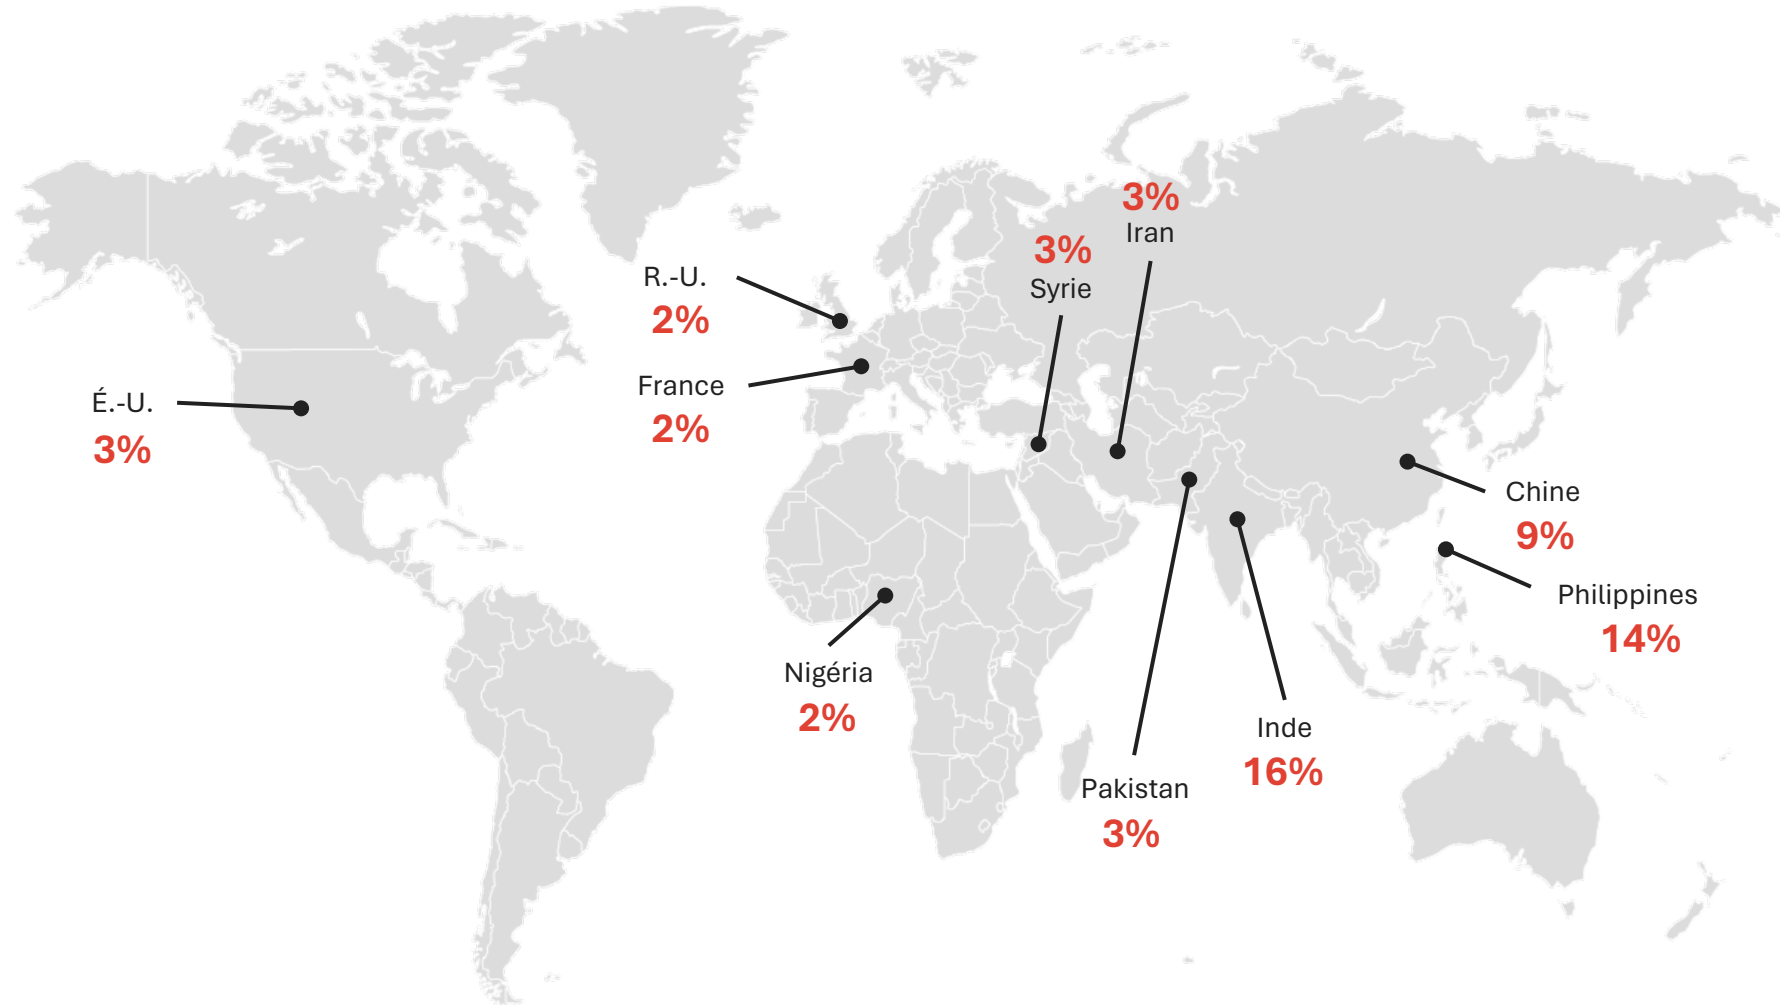 3%
Iran
3%
Syrie
R.-U.
2%
France
2%
É.-U.
3%
Chine
9%
Philippines
14%
Nigéria
2%
Inde
16%
Pakistan
3%